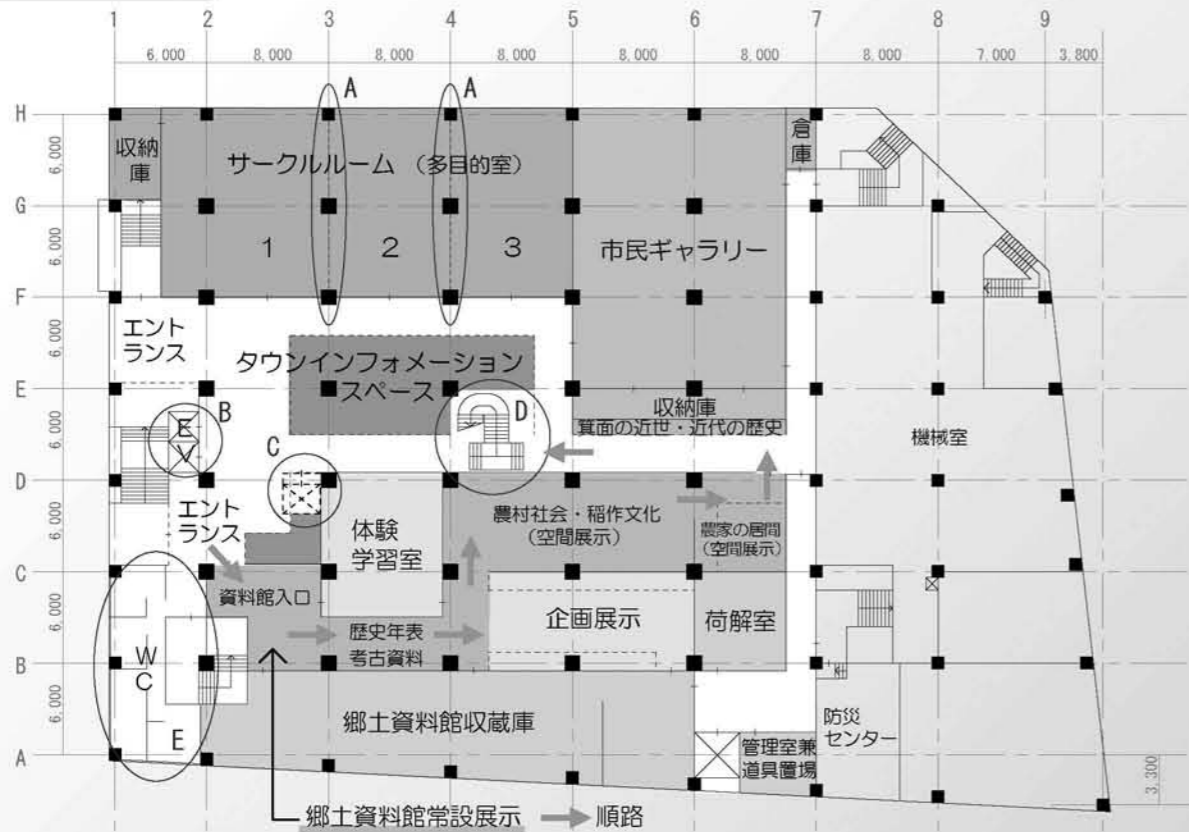 1 2 3 4 5 6 7 8 9
6,000 8,000 8,000 8,000 8,000 8,000 8,000 7,000 3.800
A A
H
G
F
E
D
C
B
A
6,000
6,000
6,000
6,000
6,000
6,000
6,000
収納
庫
サークルルーム (多目的室)
1 2 3
倉
庫
市民ギャラリー
エント
ランス
タウンインフォメーション
スペース
B
E
V
C
D
収納庫
箕面の近世・近代の歴史
機械室
エント
ランス
体験
学習室
農村社会・稲作文化
(空間展示)
農家の居間
(空間展示)
資料館入口
歴史年表
考古資料
企画展示
荷解室
W
C
E
郷土資料館収蔵庫
管理室兼
道具置場
防災
センター
3.300
郷土資料館常設展示 順路